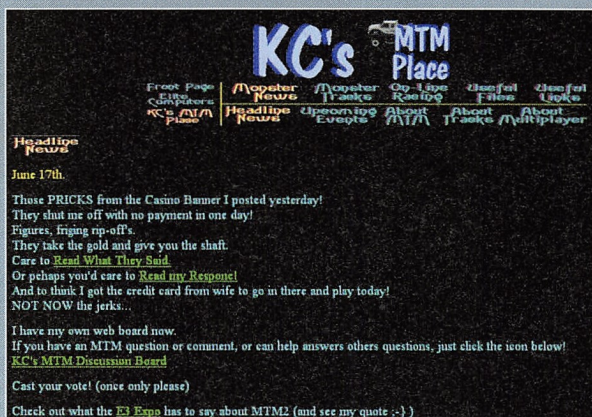 KC's MTM
Place
Front Page
Elite
Computers
KC's MTM
Place
Monster
News
Monster
Tracks
On-Line
Racing
Useful
Files
Useful
Links
Headline
News
Upcoming
Events
About
MTM
About
Tracks
About
Multiplayer
Headline
News
June 17th.
Those PRICKS from the Casino Banner I posted yesterday!
They shut me off with no payment in one day!
Figures, friging rip-off's.
They take the gold and give you the shaft.
Care to Read What They Said.
Or pehaps you'd care to Read my Respone!
And to think I got the credit card from wife to go in there and play today!
NOT NOW the jerks...
I have my own web board now.
If you have an MTM question or comment, or can help answers others questions, just click the icon below!
KC's MTM Discussion Board
Cast your vote! (once only please)
Check out what the E3 Expo has to say about MTM2 (and see my quote ;-} )